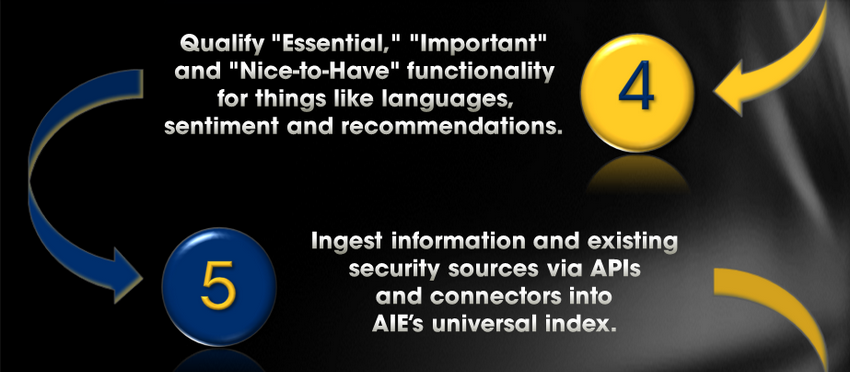 Qualify "Essential," "Important"
and "Nice-to-Have" functionality
for things like languages,
sentiment and recommendations.
4
5
Ingest information and existing
security sources via APIs
and connectors into
AIE's universal index.